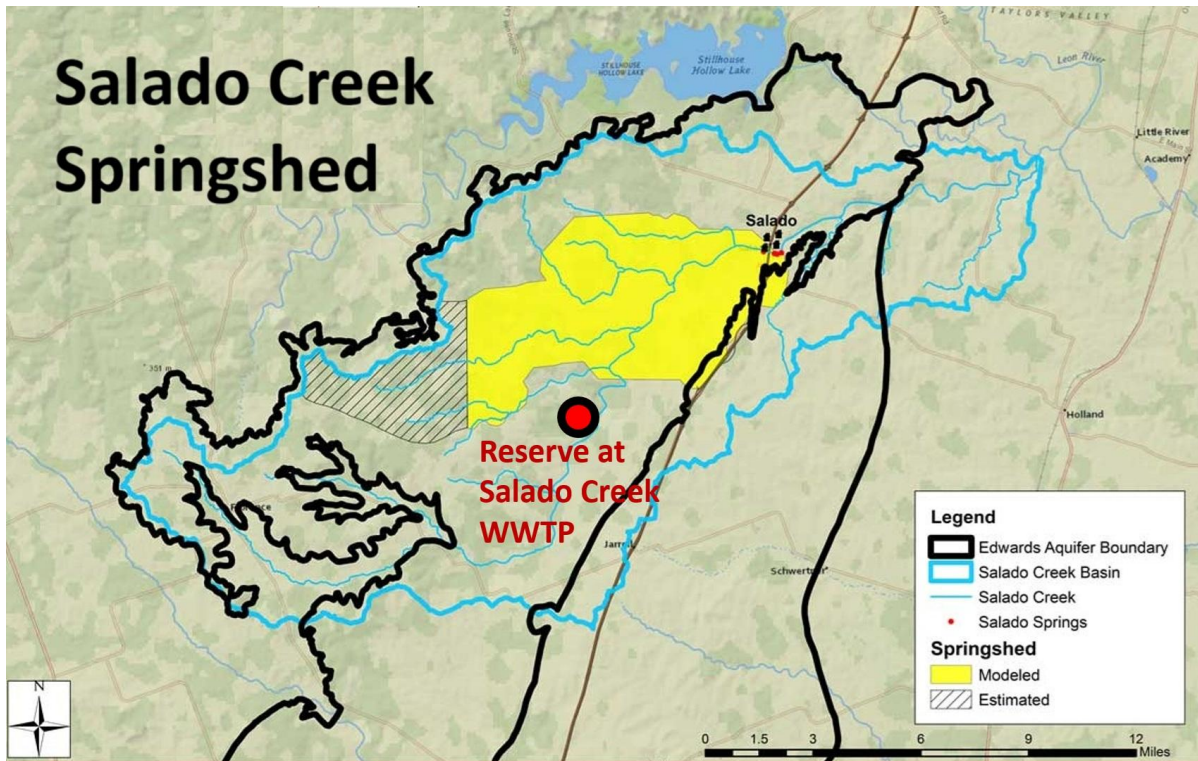 Salado Creek
Springshed
TAYLORS VALLEY
STILLHOUSE
HOLLOW LAKE
Stillhouse
Hollow Lake
Leon River
Little River
Academy
Salado
351 m
Holland
Reserve at
Salado Creek
WWTP
Jarrell
Schwertner
Legend
Edwards Aquifer Boundary
Salado Creek Basin
Salado Creek
Salado Springs
Springshed
Modeled
Estimated
N
0 1.5 3 6 9 12
Miles